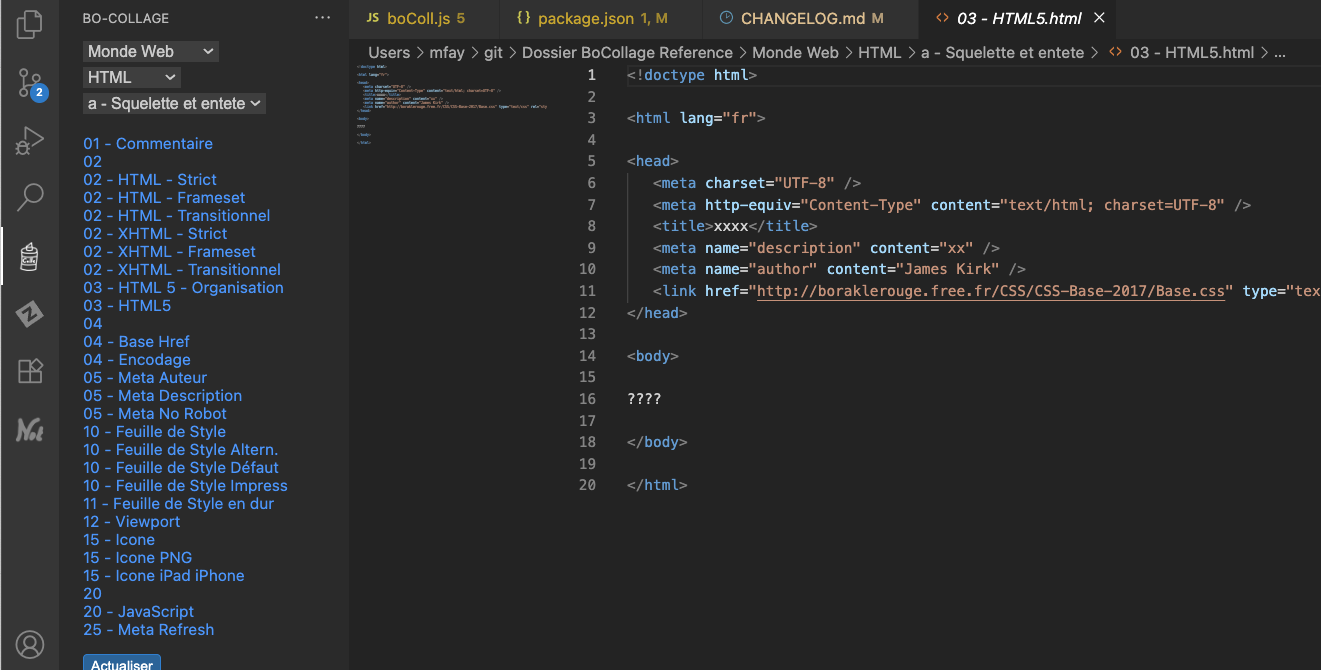 BO-COLLAGE
Monde Web
HTML
a - Squelette et entete
01 - Commentaire
02
02 - HTML - Strict
02 - HTML - Frameset
02 - HTML - Transitionnel
02 - XHTML - Strict
02 - XHTML - Frameset
02 - XHTML - Transitionnel
03 - HTML 5 - Organisation
03 - HTML5
04
04 - Base Href
04 - Encodage
05 - Meta Auteur
05 - Meta Description
05 - Meta No Robot
10 - Feuille de Style
10 - Feuille de Style Altern.
10 - Feuille de Style Défaut
10 - Feuille de Style Impress
11 - Feuille de Style en dur
12 - Viewport
15 - Icone
15 - Icone PNG
15 - Icone iPad iPhone
20
20 - JavaScript
25 - Meta Refresh
Actualiser
2
JS boColl.js 5 {} package.json 1, M CHANGELOG.md M <> 03 - HTML5.html ×
Users > mfay > git > Dossier BoCollage Reference > Monde Web > HTML > a - Squelette et entete > <> 03 - HTML5.html > ...
1 <!doctype html>
2
3 <html lang="fr">
4
5 <head>
6 <meta charset="UTF-8" />
7 <meta http-equiv="Content-Type" content="text/html; charset=UTF-8" />
8 <title>xxxx</title>
9 <meta name="description" content="xx" />
10 <meta name="author" content="James Kirk" />
11 <link href="http://boraklerouge.free.fr/CSS/CSS-Base-2017/Base.css" type="tex
12 </head>
13
14 <body>
15
16 ????
17
18 </body>
19
20 </html>